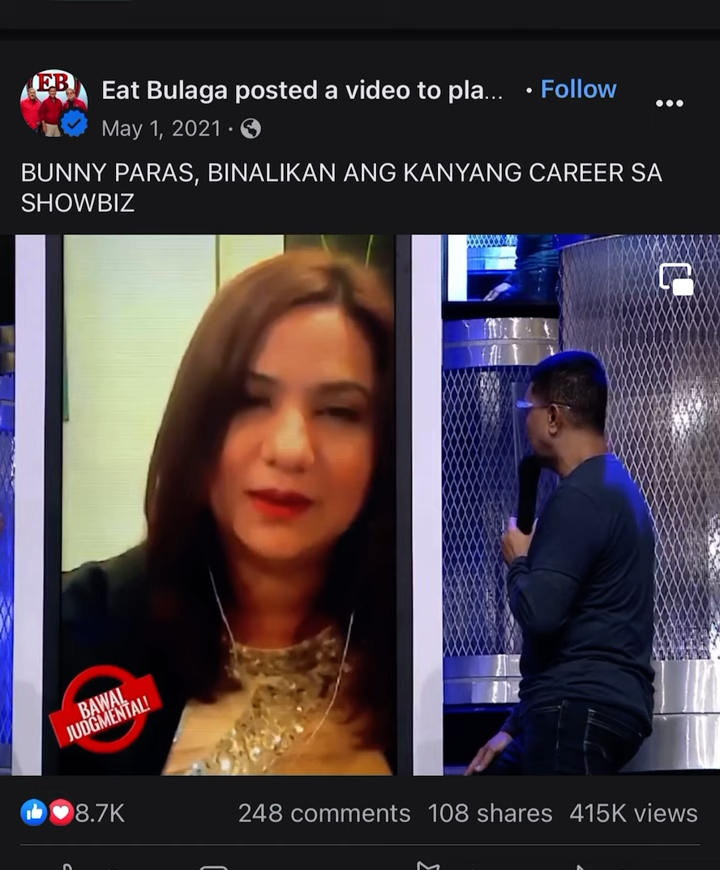 EB
Eat Bulaga posted a video to pla... · Follow
May 1, 2021 ·
BUNNY PARAS, BINALIKAN ANG KANYANG CAREER SA
SHOWBIZ
BAWAL
JUDGMENTAL!
8.7K 248 comments 108 shares 415K views